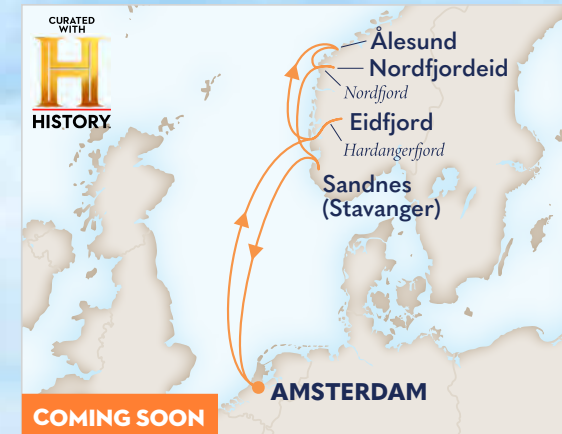 CURATED
WITH
H
HISTORY
Ålesund
Nordfjordeid
Nordfjord
Eidfjord
Hardangerfjord
Sandnes
(Stavanger)
AMSTERDAM
COMING SOON